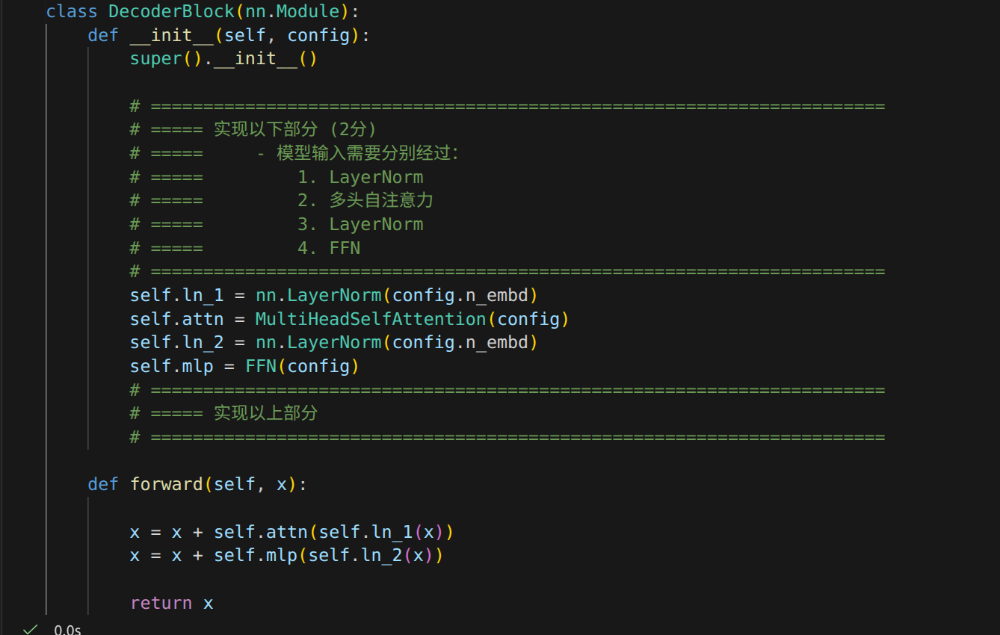 class DecoderBlock(nn.Module):
    def __init__(self, config):
        super().__init__()

        # ======================================================================
        # ===== 实现以下部分 (2分)
        # =====     - 模型输入需要分别经过:
        # =====         1. LayerNorm
        # =====         2. 多头自注意力
        # =====         3. LayerNorm
        # =====         4. FFN
        # ======================================================================
        self.ln_1 = nn.LayerNorm(config.n_embd)
        self.attn = MultiHeadSelfAttention(config)
        self.ln_2 = nn.LayerNorm(config.n_embd)
        self.mlp = FFN(config)
        # ======================================================================
        # ===== 实现以上部分
        # ======================================================================

    def forward(self, x):

        x = x + self.attn(self.ln_1(x))
        x = x + self.mlp(self.ln_2(x))

        return x
✓ 0.0s